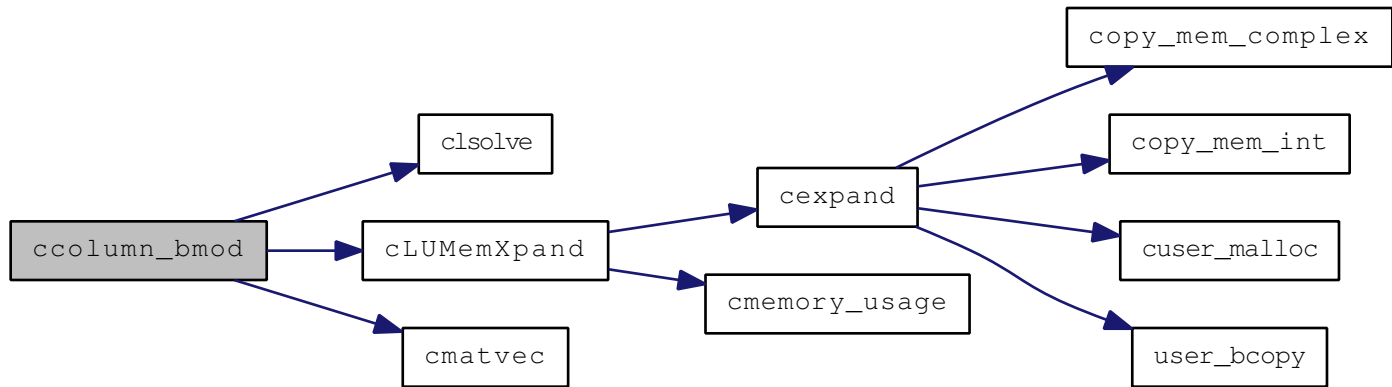 copy_mem_complex
clsolve
copy_mem_int
cexpand
ccolumn_bmod
cLUMemXpand
cuser_malloc
cmemory_usage
cmatvec
user_bcopy